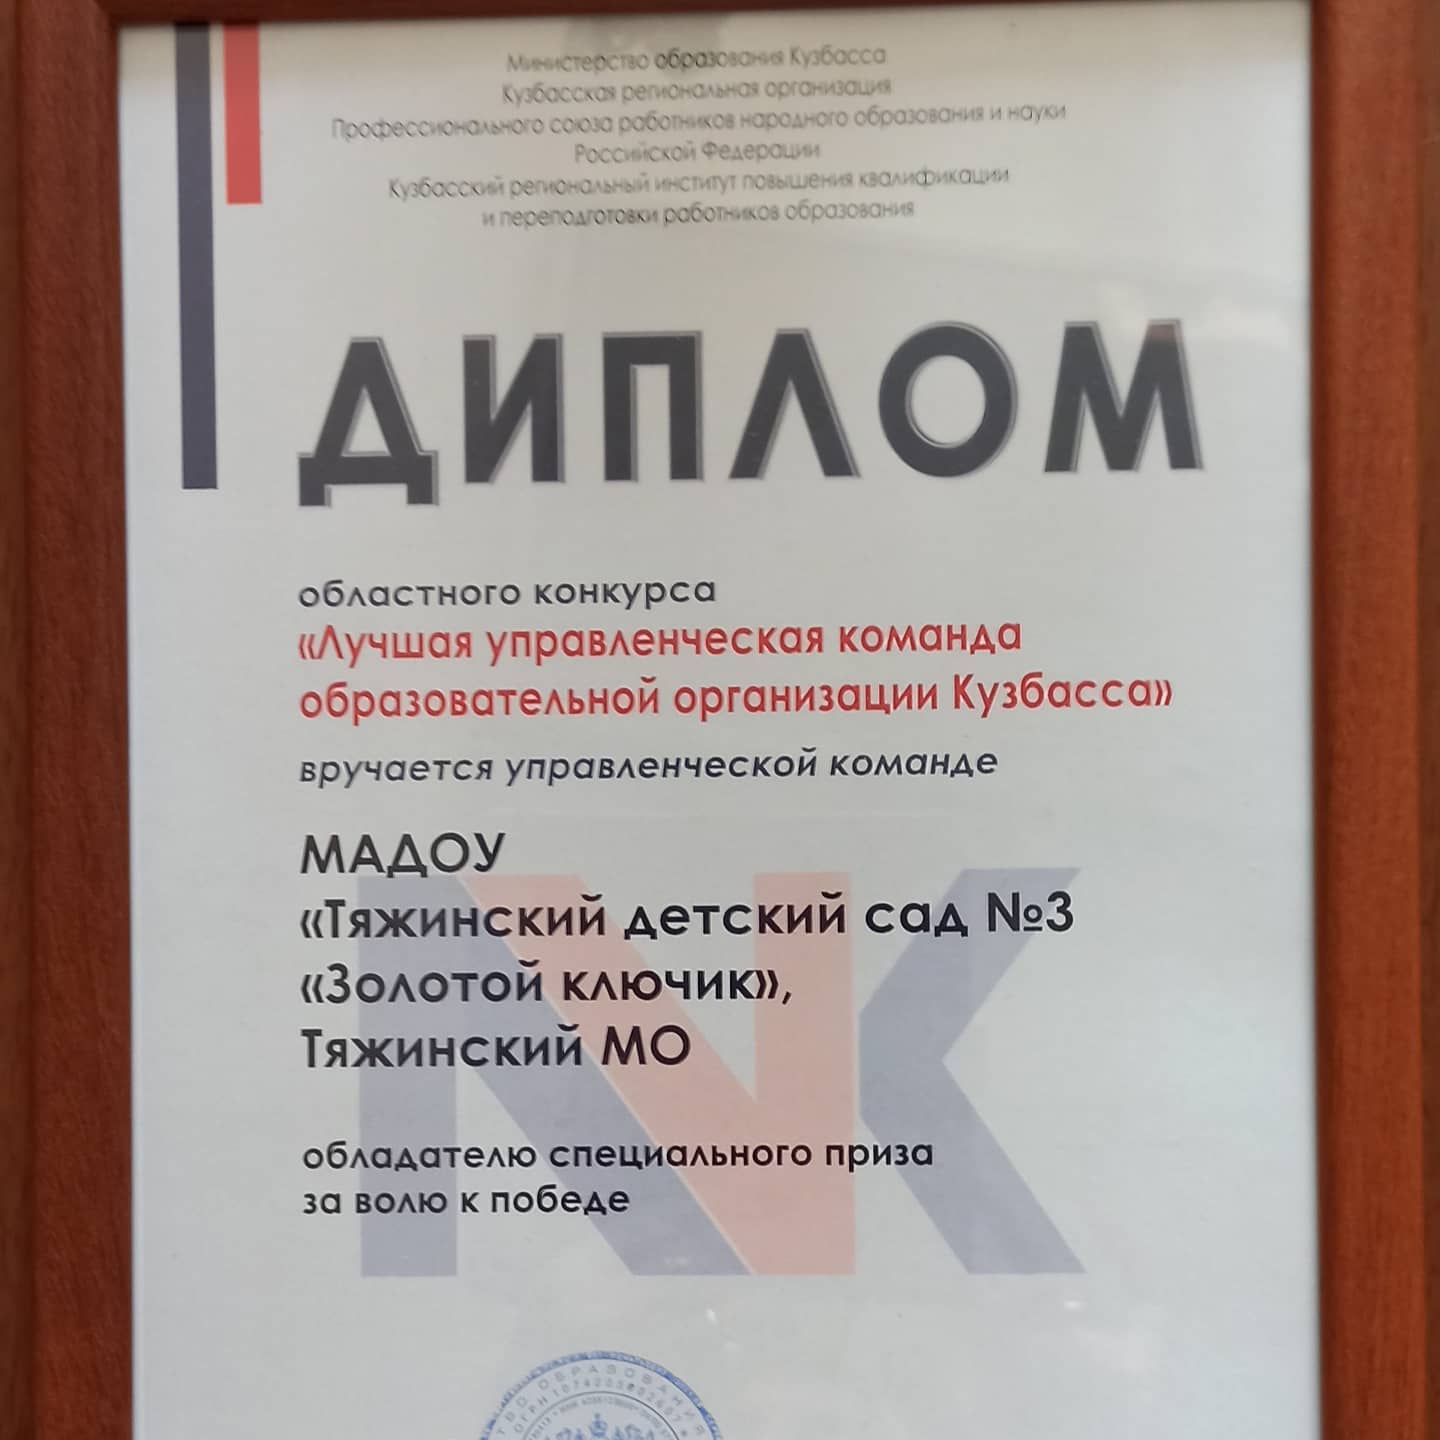 Министерство образования Кузбасса
Кузбасская региональная организация
Профессионального союза работников народного образования и науки
Российской Федерации
Кузбасский региональный институт повышения квалификации
и переподготовки работников образования
ДИПЛОМ
областного конкурса
«Лучшая управленческая команда
образовательной организации Кузбасса»
вручается управленческой команде
МАДОУ
«Тяжинский детский сад №3
«Золотой ключик»,
Тяжинский МО
обладателю специального приза
за волю к победе
ОБРАЗОВАНИЯ